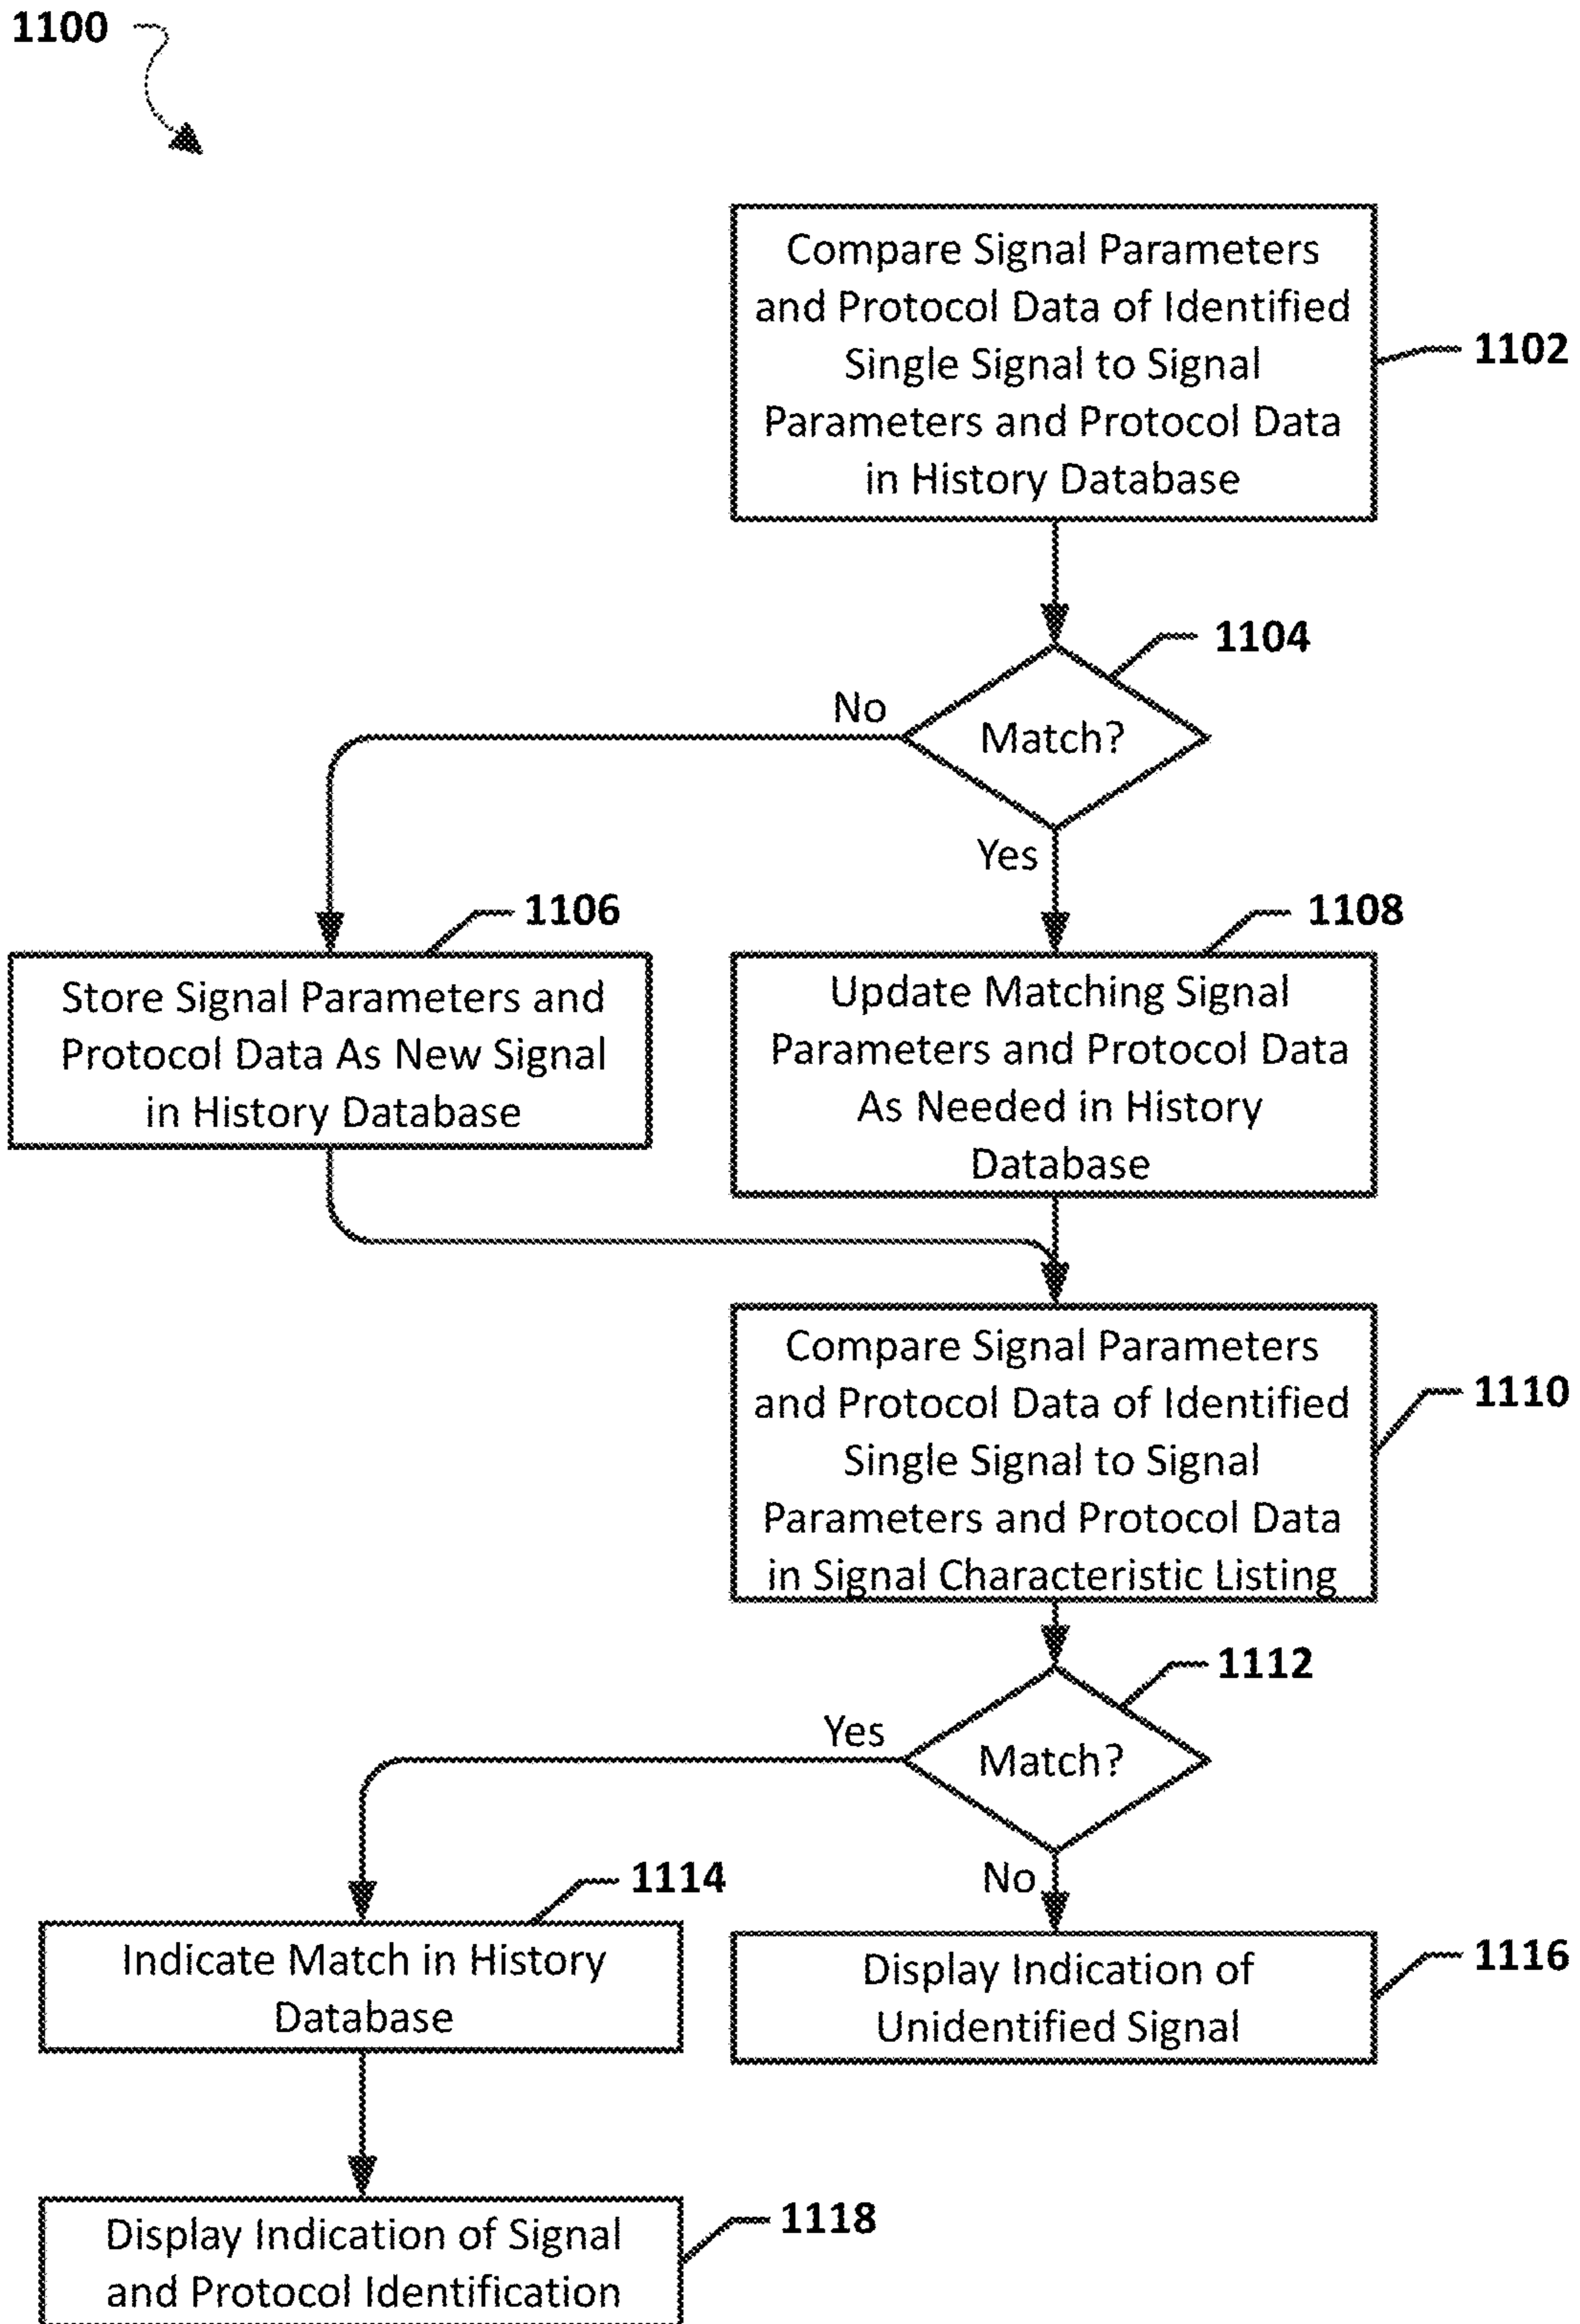 1100
Compare Signal Parameters
and Protocol Data of Identified
Single Signal to Signal
Parameters and Protocol Data
in History Database
1102
1104
Match?
No
Yes
1106
Store Signal Parameters and
Protocol Data As New Signal
in History Database
1108
Update Matching Signal
Parameters and Protocol Data
As Needed in History
Database
Compare Signal Parameters
and Protocol Data of Identified
Single Signal to Signal
Parameters and Protocol Data
in Signal Characteristic Listing
1110
1112
Match?
Yes
No
1114
Indicate Match in History
Database
Display Indication of
Unidentified Signal
1116
Display Indication of Signal
and Protocol Identification
1118